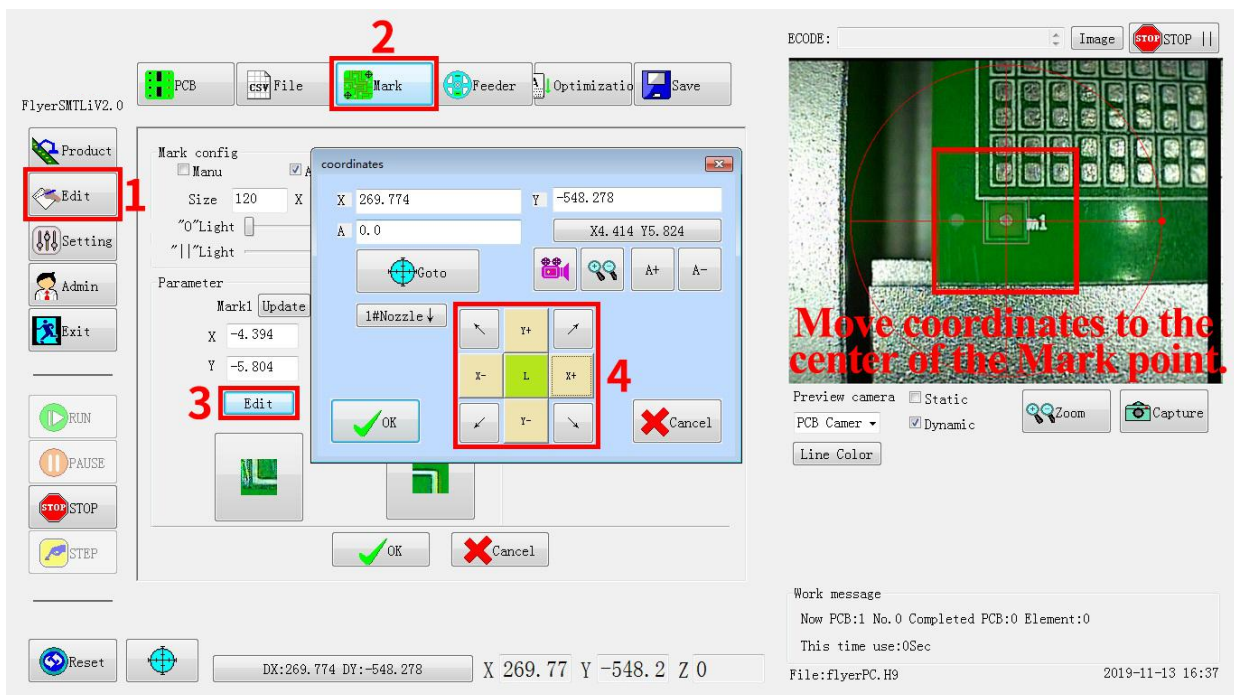 2
ECODE:
Image
STOP STOP ||
PCB
CSV File
Mark
Feeder
Optimizatio
Save
FlyerSMTLiV2.0
Product
1
Edit
Setting
Admin
Exit
RUN
PAUSE
STOP STOP
STEP
Mark config
Manu
A
Size 120 X
"O"Light
"||"Light
Parameter
Mark1 Update
X -4.394
Y -5.804
3 Edit
coordinates
X 269.774 Y -548.278
A 0.0 X4.414 Y5.824
Goto A+ A-
1#Nozzle↓
↖ Y+ ↗
X- L X+
↙ Y- ↘
4
OK
Cancel
OK Cancel
m1
Move coordinates to the
center of the Mark point.
Preview camera
Static
PCB Camer
Dynamic
Zoom
Capture
Line Color
Work message
Now PCB:1 No.0 Completed PCB:0 Element:0
This time use:0Sec
Reset
DX:269.774 DY:-548.278
X 269.77 Y -548.2 Z 0
File:flyerPC.H9
2019-11-13 16:37